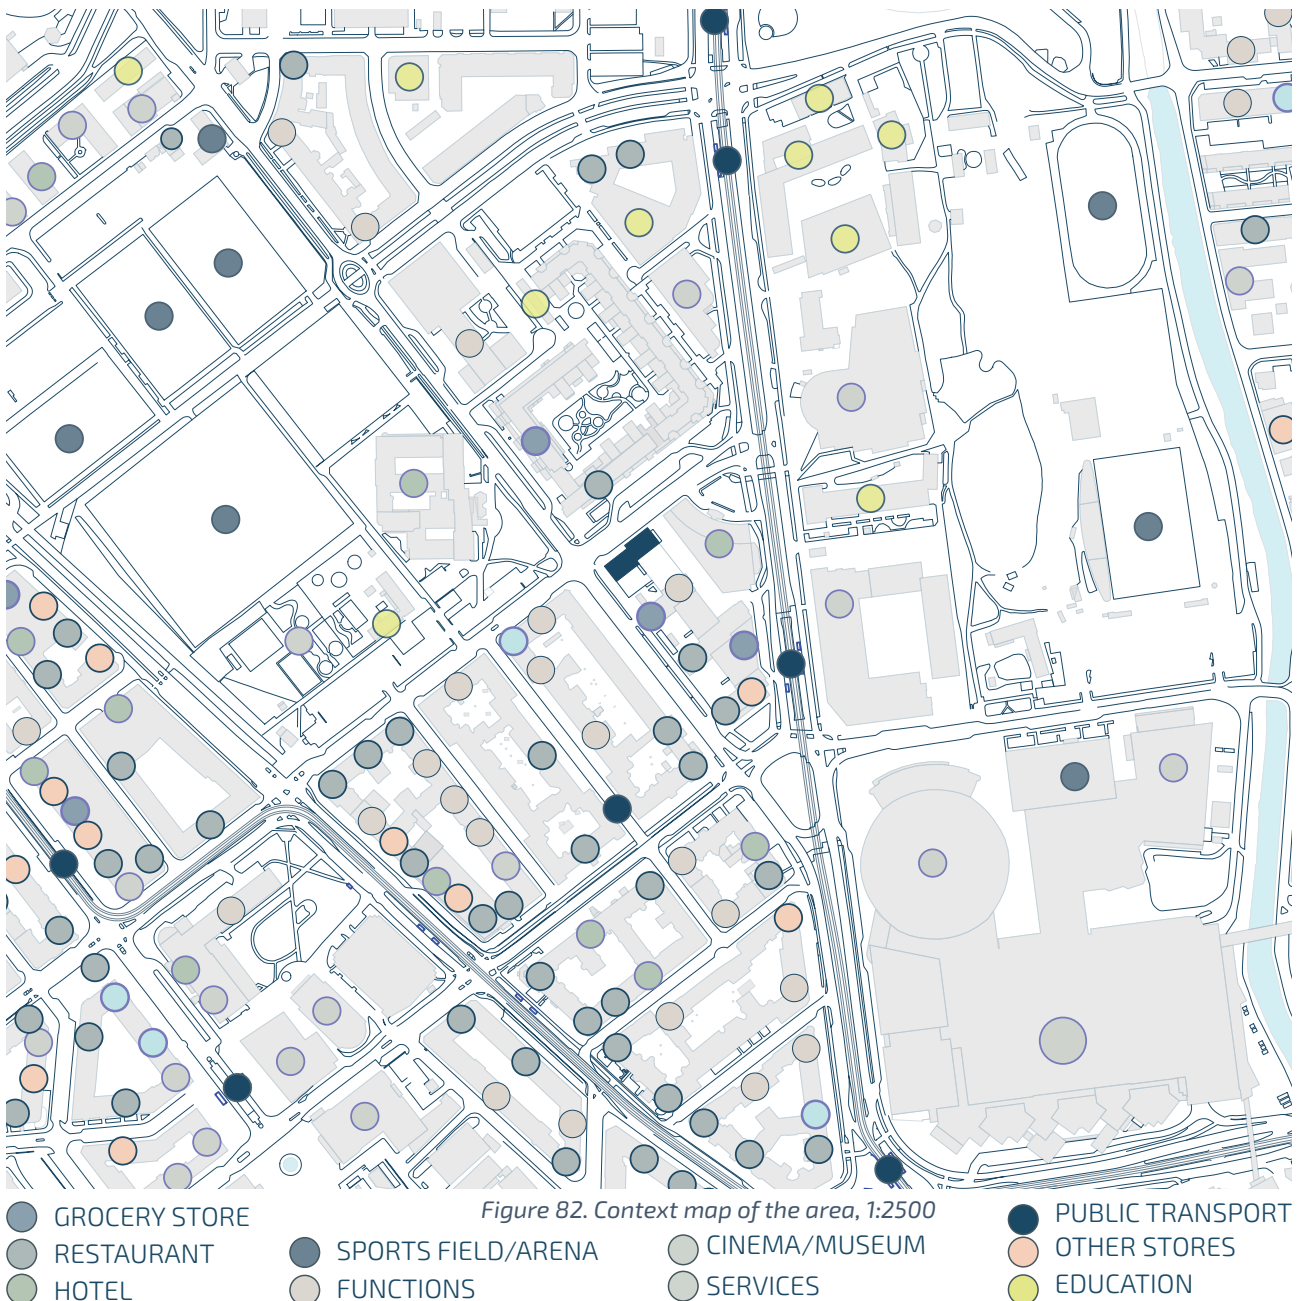 Figure 82. Context map of the area, 1:2500
GROCERY STORE
RESTAURANT
HOTEL
SPORTS FIELD/ARENA
FUNCTIONS
CINEMA/MUSEUM
SERVICES
PUBLIC TRANSPORT
OTHER STORES
EDUCATION